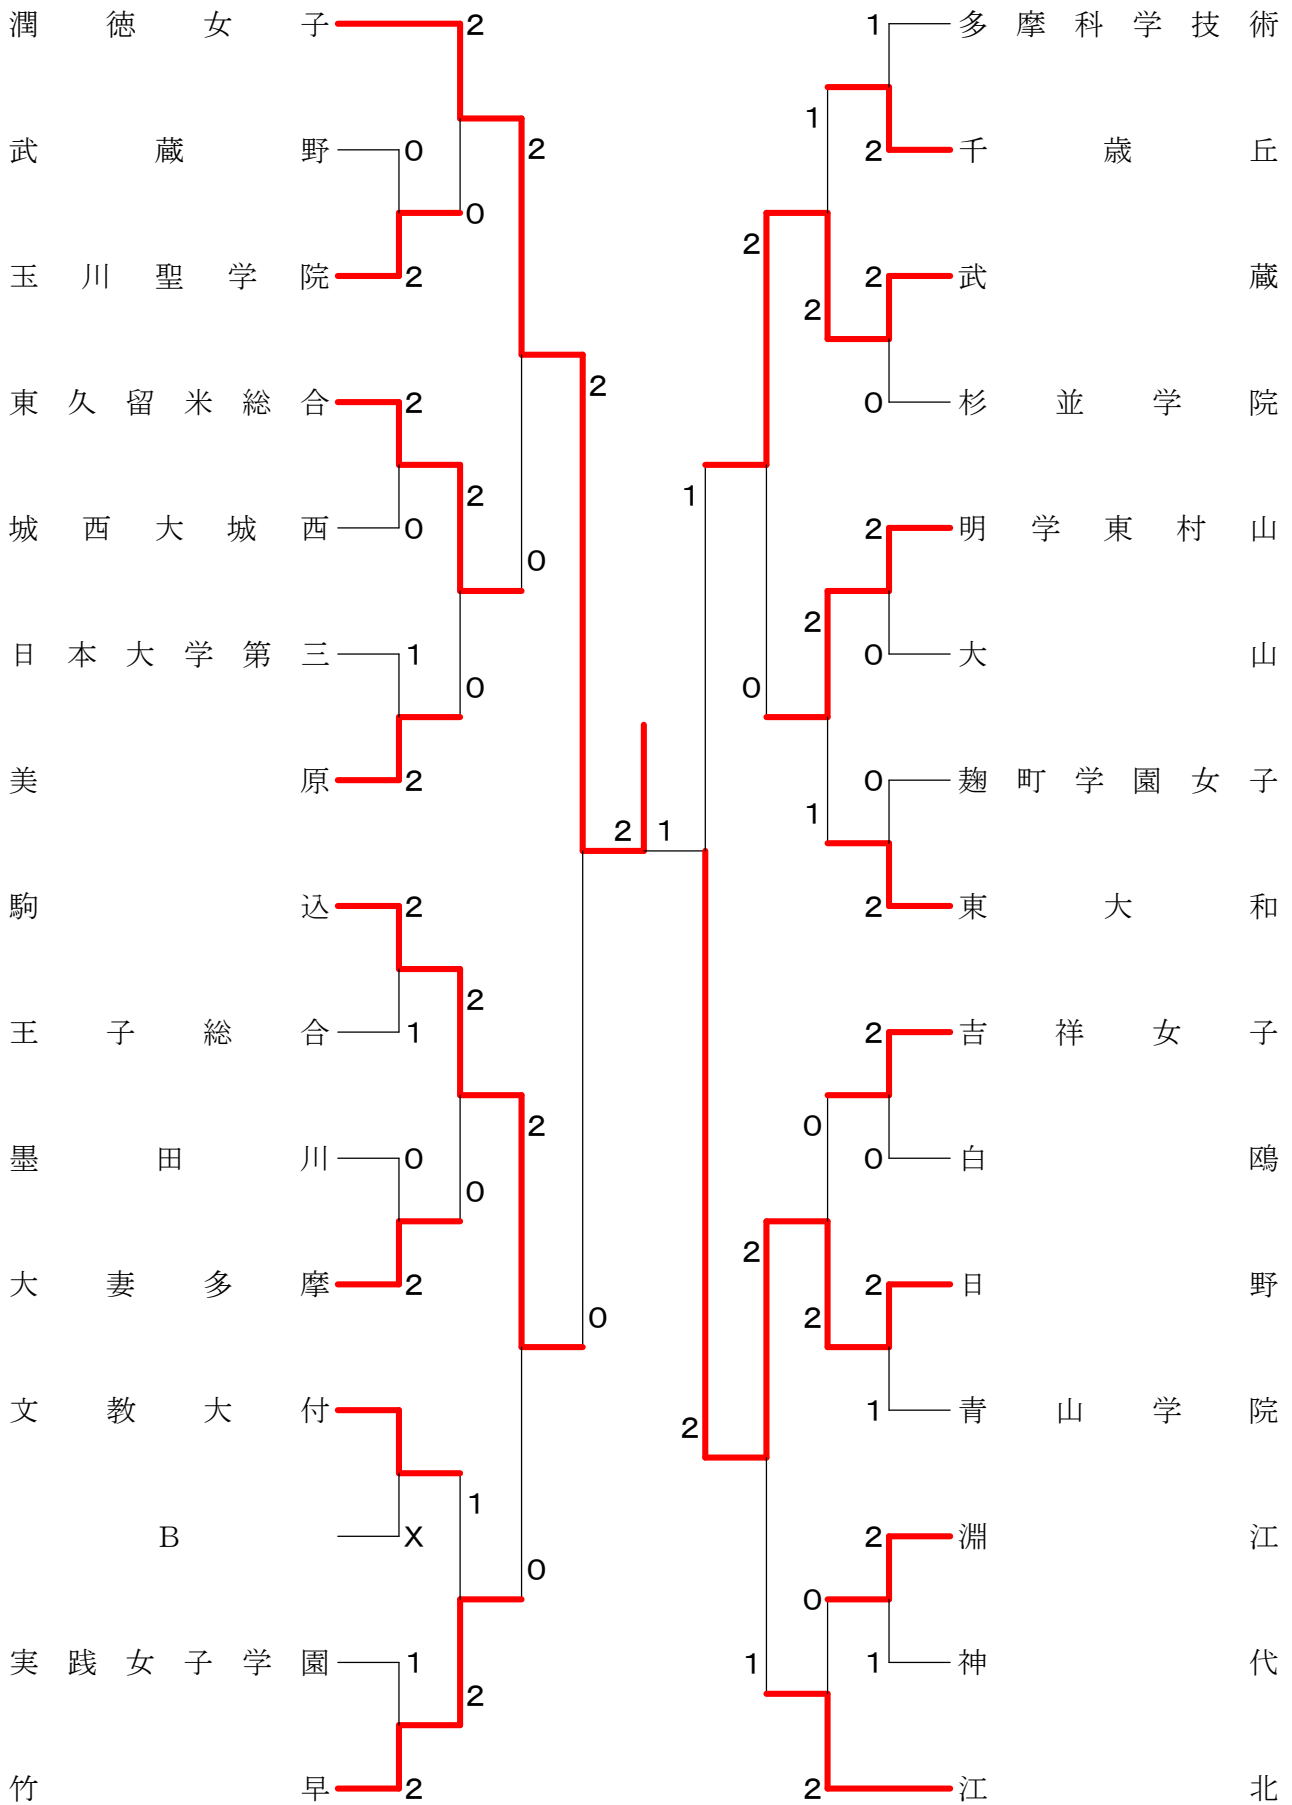 潤徳女子 2 1 多摩科学技術
1
武蔵野 0 2 2 千歳丘
0 2
玉川聖学院 2 2 武蔵
2
2
東久留米総合 2 0 杉並学院
2 1
城西大城西 0 2 明学東村山
0
2
日本大学第三 1 0 大山
0 0
美原 2 0 麹町学園女子
1
2 1
駒込 2 2 東大和
2
王子総合 1 2 吉祥女子
2 0
墨田川 0 0 白鷗
0
2
大妻多摩 2 2 日野
0 2
文教大付 1 青山学院
2
1
B X 2 淵江
0
0
実践女子学園 1 1 1 神代
2
竹早 2 2 江北